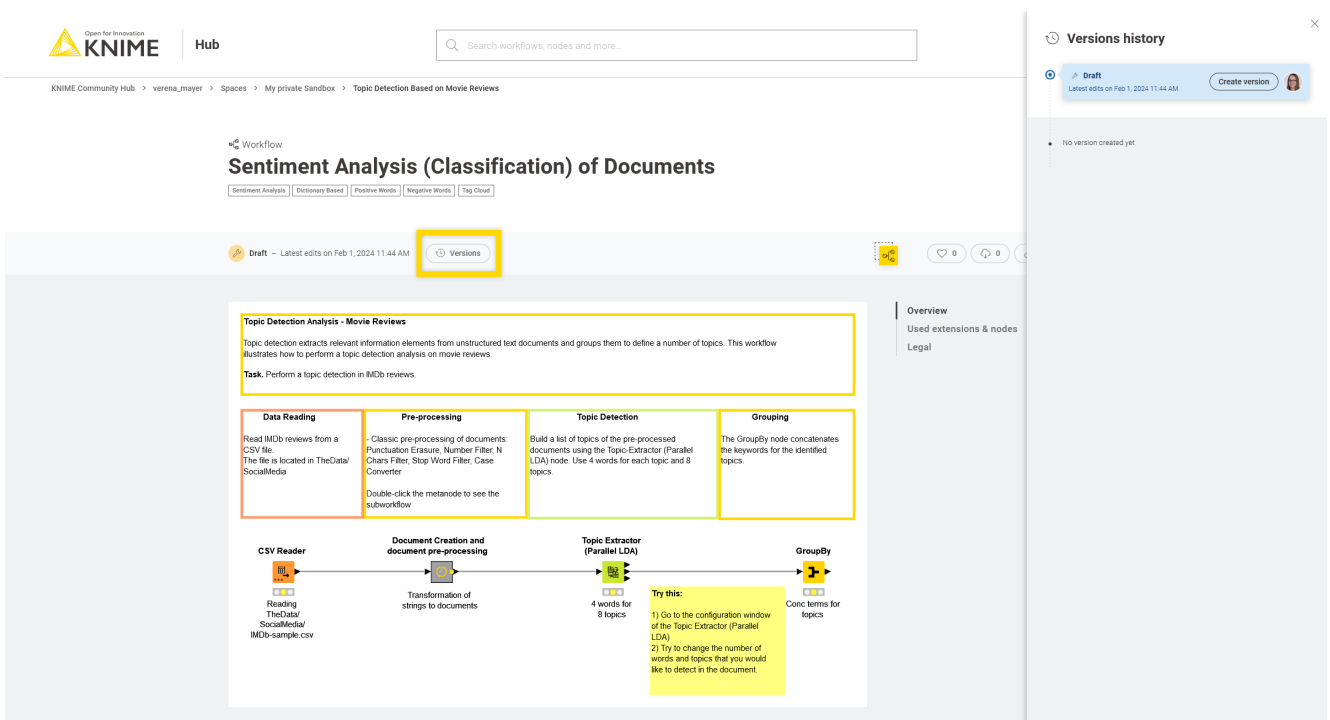 Open for Innovation
KNIME
Hub
Search workflows, nodes and more...
Versions history
Draft
Latest edits on Feb 1, 2024 11:44 AM
Create version
No version created yet
KNIME Community Hub > verena_mayer > Spaces > My private Sandbox > Topic Detection Based on Movie Reviews
Workflow
Sentiment Analysis (Classification) of Documents
Sentiment Analysis Dictionary Based Positive Words Negative Words Tag Cloud
Draft – Latest edits on Feb 1, 2024 11:44 AM
Versions
0 0
Overview
Used extensions & nodes
Legal
Topic Detection Analysis - Movie Reviews
Topic detection extracts relevant information elements from unstructured text documents and groups them to define a number of topics. This workflow
illustrates how to perform a topic detection analysis on movie reviews.
Task. Perform a topic detection in IMDb reviews.
Data Reading
Read IMDb reviews from a
CSV file.
The file is located in TheData/
SocialMedia
Pre-processing
- Classic pre-processing of documents:
Punctuation Erasure, Number Filter, N
Chars Filter, Stop Word Filter, Case
Converter
Double-click the metanode to see the
subworkflow
Topic Detection
Build a list of topics of the pre-processed
documents using the Topic-Extractor (Parallel
LDA) node. Use 4 words for each topic and 8
topics.
Grouping
The GroupBy node concatenates
the keywords for the identified
topics.
CSV Reader
Reading
TheData/
SocialMedia/
IMDb-sample.csv
Document Creation and
document pre-processing
Transformation of
strings to documents
Topic Extractor
(Parallel LDA)
4 words for
8 topics
Try this:
1) Go to the configuration window
of the Topic Extractor (Parallel
LDA)
2) Try to change the number of
words and topics that you would
like to detect in the document.
GroupBy
Conc terms for
topics